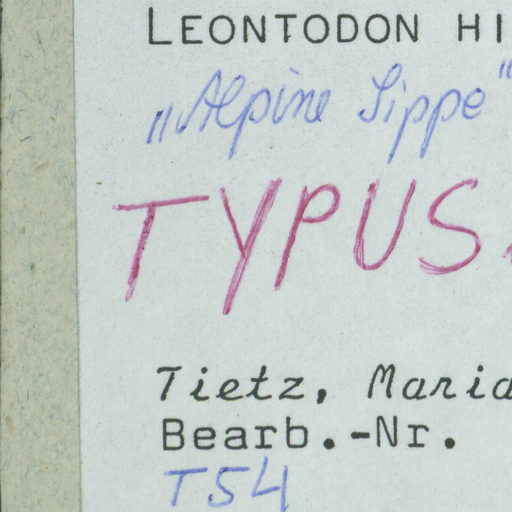 LEONTODON HI
„Alpine Sippe“
TYPUS
Tietz, Maria
Bearb.-Nr.
T54